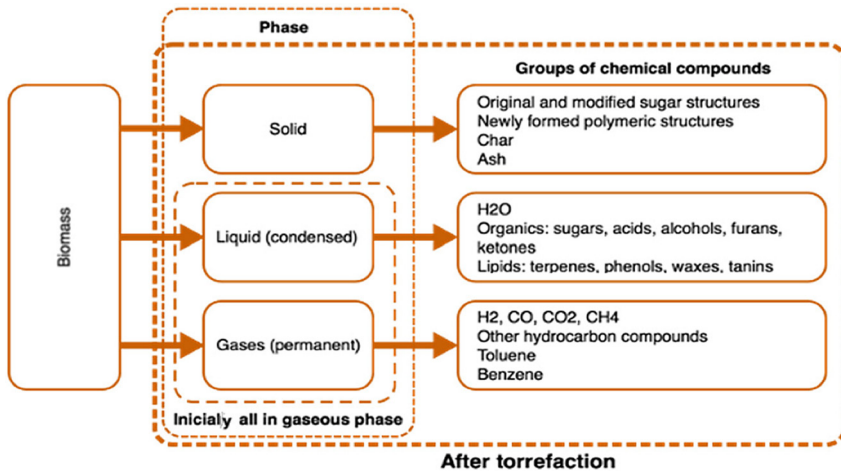 Phase
Groups of chemical compounds
Biomass
Solid
Original and modified sugar structures
Newly formed polymeric structures
Char
Ash
Liquid (condensed)
H2O
Organics: sugars, acids, alcohols, furans,
ketones
Lipids: terpenes, phenols, waxes, tanins
Gases (permanent)
H2, CO, CO2, CH4
Other hydrocarbon compounds
Toluene
Benzene
Inicially all in gaseous phase
After torrefaction